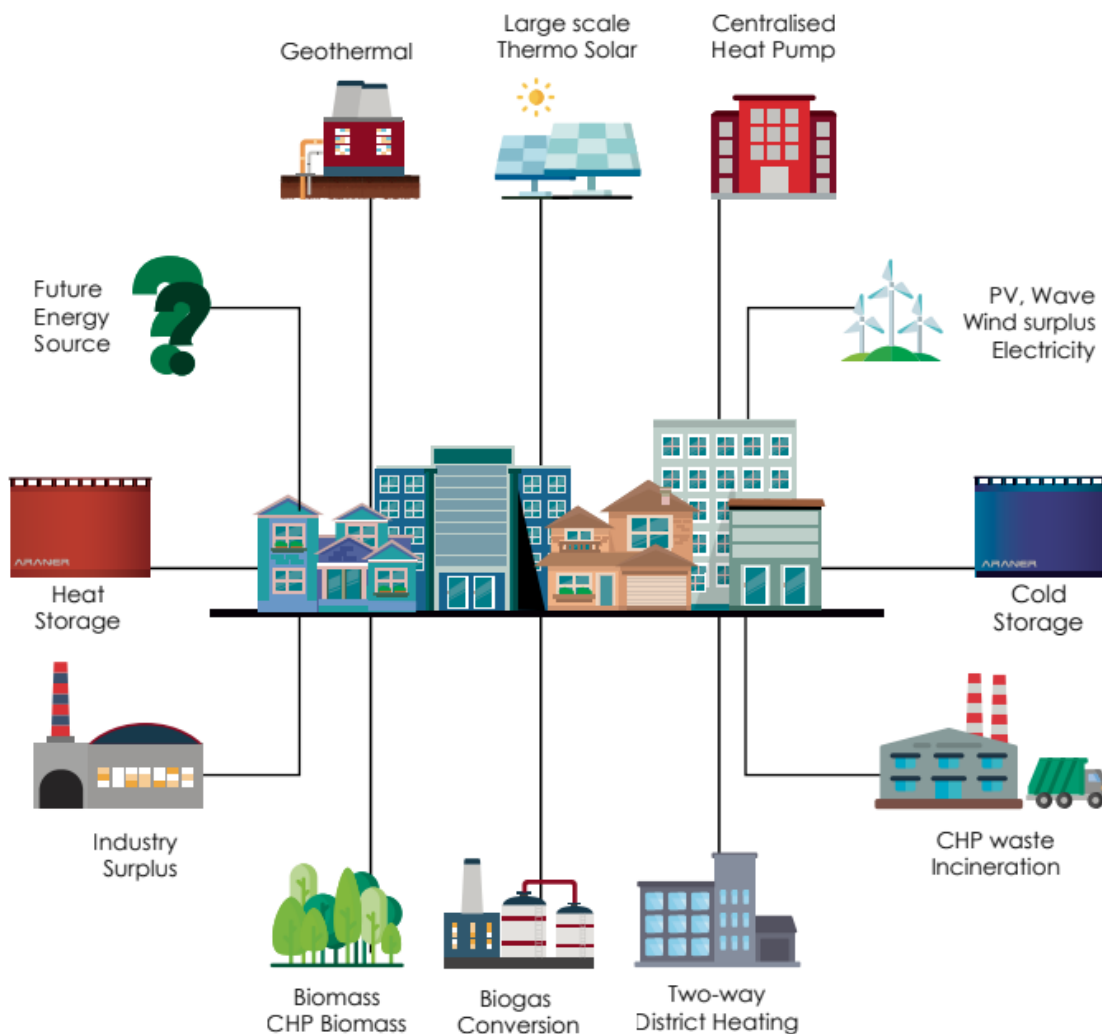 Geothermal
Large scale
Thermo Solar
Centralised
Heat Pump
Future
Energy
Source
PV, Wave
Wind surplus
Electricity
ARANER
Heat
Storage
ARANER
Cold
Storage
Industry
Surplus
CHP waste
Incineration
Biomass
CHP Biomass
Biogas
Conversion
Two-way
District Heating